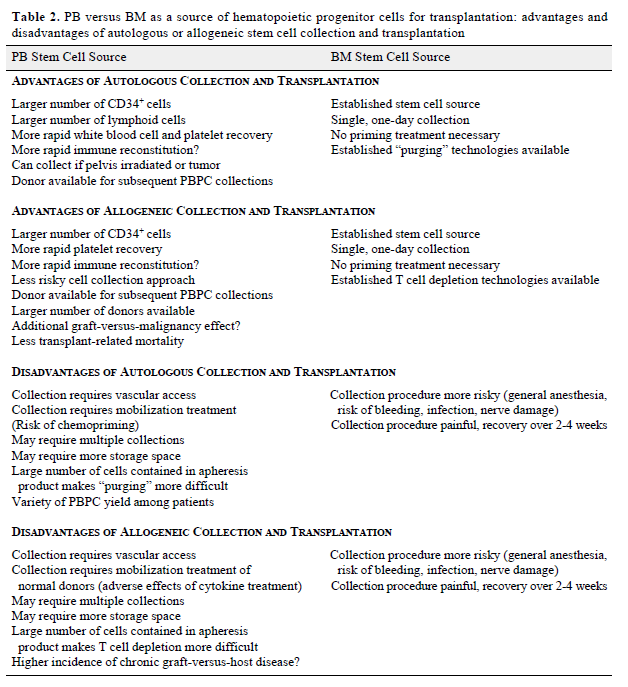 Table 2. PB versus BM as a source of hematopoietic progenitor cells for transplantation: advantages and
disadvantages of autologous or allogeneic stem cell collection and transplantation
PB Stem Cell Source
BM Stem Cell Source
ADVANTAGES OF AUTOLOGOUS COLLECTION AND TRANSPLANTATION
Larger number of CD34+ cells
Larger number of lymphoid cells
More rapid white blood cell and platelet recovery
More rapid immune reconstitution?
Can collect if pelvis irradiated or tumor
Donor available for subsequent PBPC collections
Established stem cell source
Single, one-day collection
No priming treatment necessary
Established “purging” technologies available
ADVANTAGES OF ALLOGENEIC COLLECTION AND TRANSPLANTATION
Larger number of CD34+ cells
More rapid platelet recovery
More rapid immune reconstitution?
Less risky cell collection approach
Donor available for subsequent PBPC collections
Larger number of donors available
Additional graft-versus-malignancy effect?
Less transplant-related mortality
Established stem cell source
Single, one-day collection
No priming treatment necessary
Established T cell depletion technologies available
DISADVANTAGES OF AUTOLOGOUS COLLECTION AND TRANSPLANTATION
Collection requires vascular access
Collection requires mobilization treatment
(Risk of chemopriming)
May require multiple collections
May require more storage space
Large number of cells contained in apheresis
product makes “purging” more difficult
Variety of PBPC yield among patients
Collection procedure more risky (general anesthesia,
risk of bleeding, infection, nerve damage)
Collection procedure painful, recovery over 2-4 weeks
DISADVANTAGES OF ALLOGENEIC COLLECTION AND TRANSPLANTATION
Collection requires vascular access
Collection requires mobilization treatment of
normal donors (adverse effects of cytokine treatment)
May require multiple collections
May require more storage space
Large number of cells contained in apheresis
product makes T cell depletion more difficult
Higher incidence of chronic graft-versus-host disease?
Collection procedure more risky (general anesthesia,
risk of bleeding, infection, nerve damage)
Collection procedure painful, recovery over 2-4 weeks